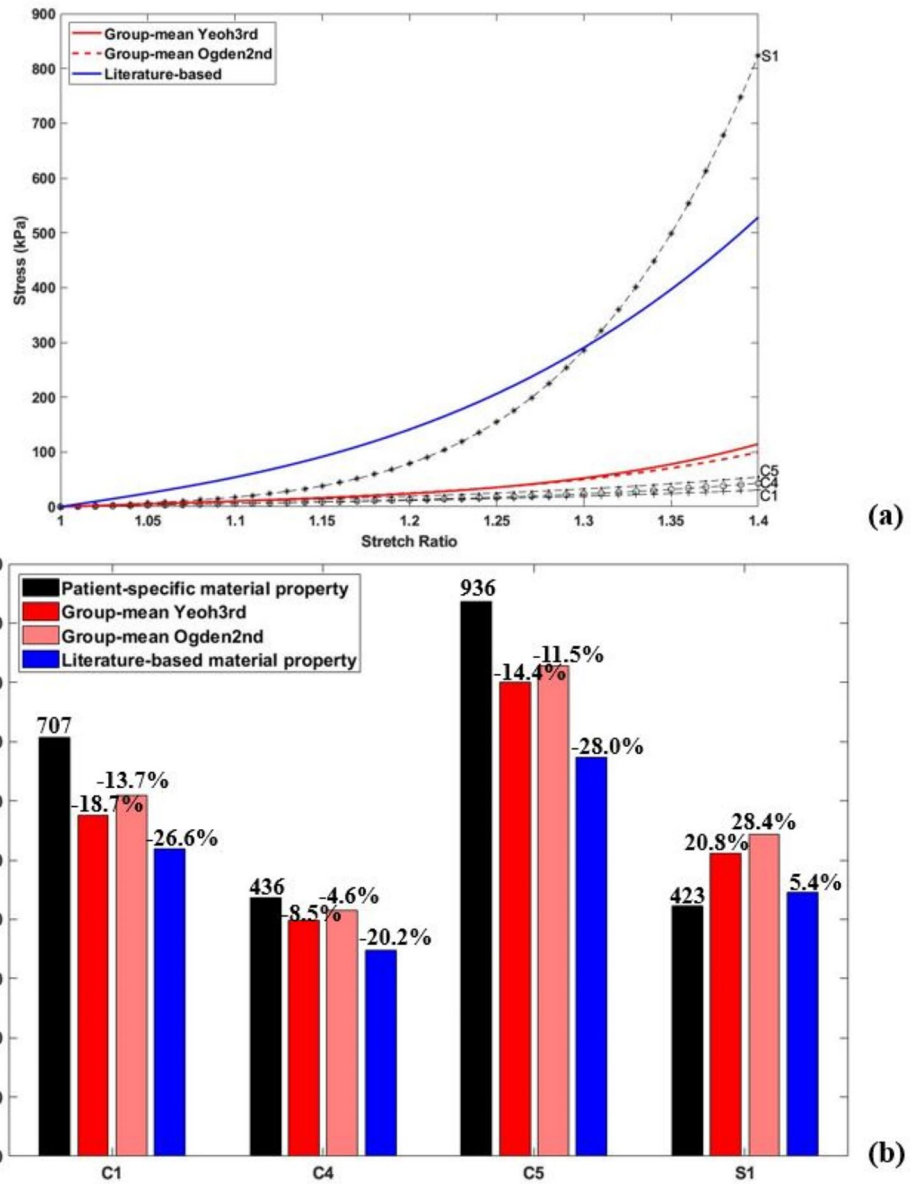 900
800
700
600
500
400
300
200
100
0
Stress (kPa)
Group-mean Yeoh3rd
Group-mean Ogden2nd
Literature-based
S1
C5
C4
C1
1 1.05 1.1 1.15 1.2 1.25 1.3 1.35 1.4
Stretch Ratio
(a)
Patient-specific material property
Group-mean Yeoh3rd
Group-mean Ogden2nd
Literature-based material property
707
-18.7%
-13.7%
-26.6%
436
-8.5%
-4.6%
-20.2%
936
-14.4%
-11.5%
-28.0%
423
20.8%
28.4%
5.4%
C1 C4 C5 S1
(b)